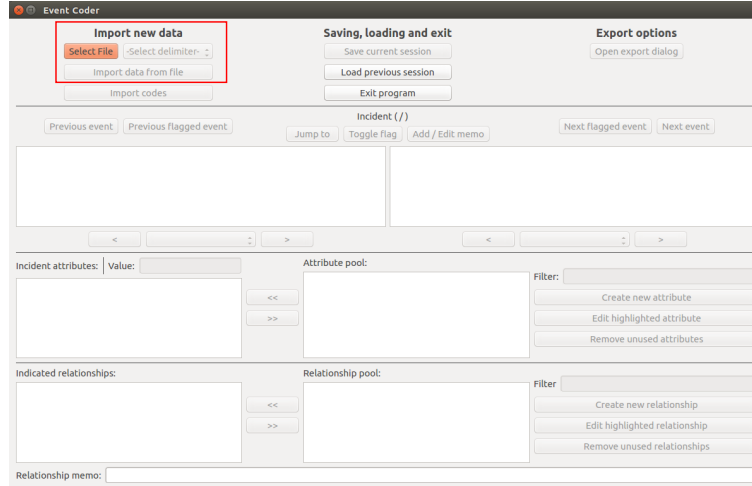 Event Coder
Import new data
Saving, loading and exit
Export options
Select File
-Select delimiter-
Save current session
Open export dialog
Import data from file
Load previous session
Import codes
Exit program
Incident ( / )
Previous event
Previous flagged event
Jump to
Toggle flag
Add / Edit memo
Next flagged event
Next event
<
>
<
>
Incident attributes:
Value:
Attribute pool:
Filter:
<<
>>
Create new attribute
Edit highlighted attribute
Remove unused attributes
Indicated relationships:
Relationship pool:
Filter
<<
>>
Create new relationship
Edit highlighted relationship
Remove unused relationships
Relationship memo: